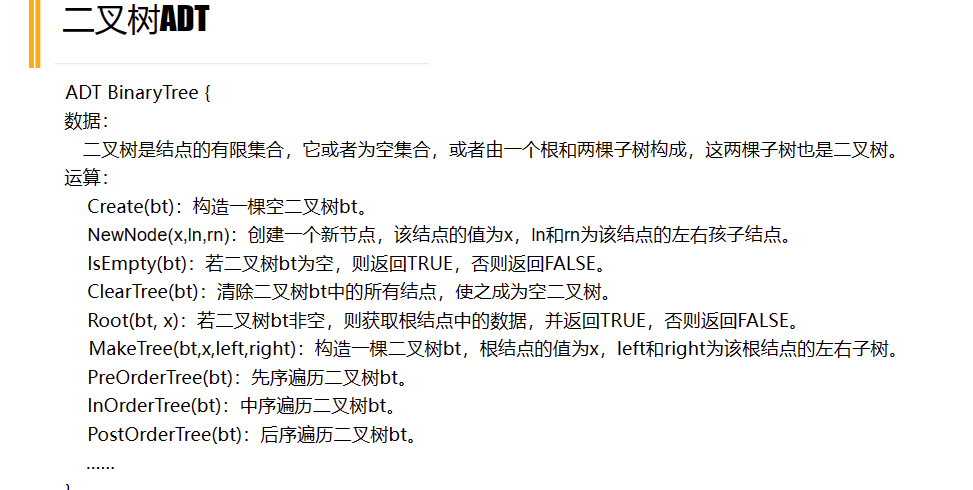 二叉树ADT
ADT BinaryTree {
数据：
二叉树是结点的有限集合，它或者为空集合，或者由一个根和两棵子树构成，这两棵子树也是二叉树。
运算：
Create(bt)：构造一棵空二叉树bt。
NewNode(x,ln,rn)：创建一个新节点，该结点的值为x，ln和rn为该结点的左右孩子结点。
IsEmpty(bt)：若二叉树bt为空，则返回TRUE，否则返回FALSE。
ClearTree(bt)：清除二叉树bt中的所有结点，使之成为空二叉树。
Root(bt, x)：若二叉树bt非空，则获取根结点中的数据，并返回TRUE，否则返回FALSE。
MakeTree(bt,x,left,right)：构造一棵二叉树bt，根结点的值为x，left和right为该根结点的左右子树。
PreOrderTree(bt)：先序遍历二叉树bt。
InOrderTree(bt)：中序遍历二叉树bt。
PostOrderTree(bt)：后序遍历二叉树bt。
……
}